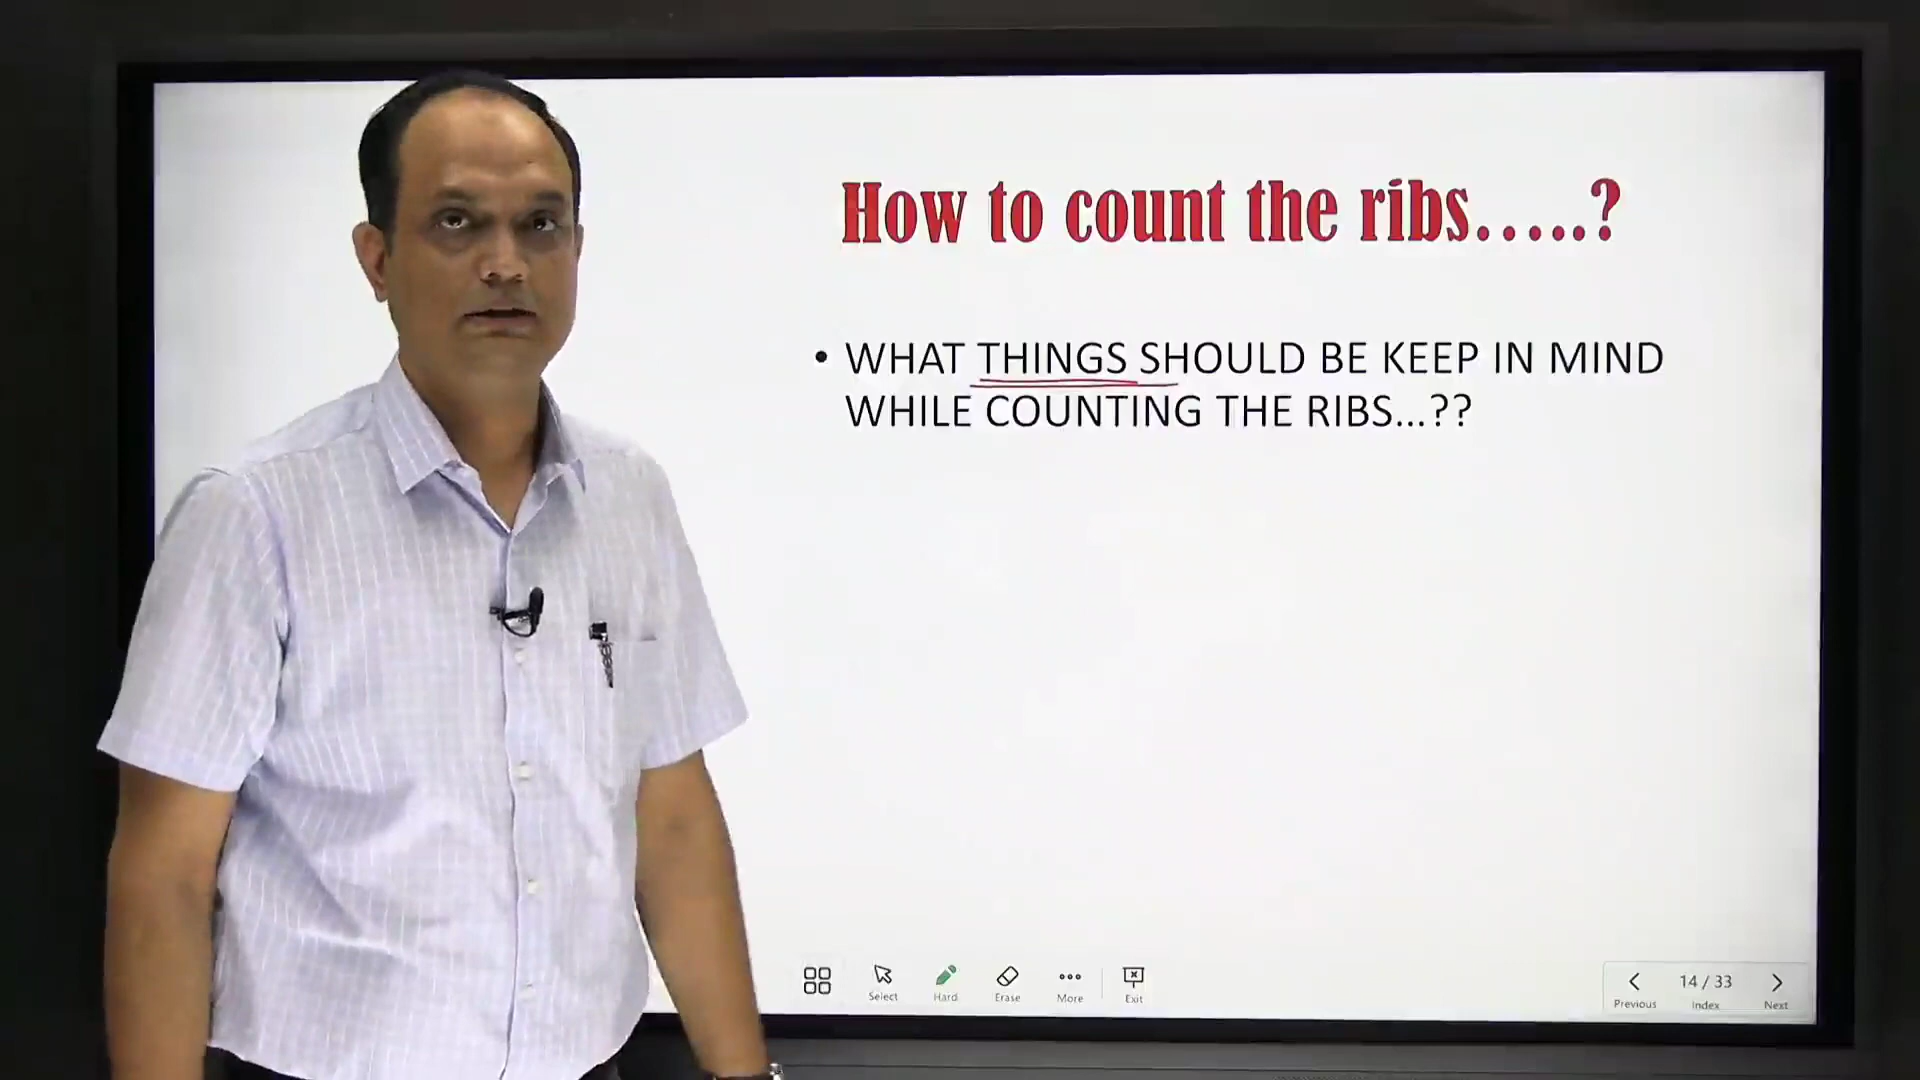 How to count the ribs.....?
• WHAT THINGS SHOULD BE KEEP IN MIND
WHILE COUNTING THE RIBS...??
Select
Hard
Erase
More
Exit
Previous
14 / 33
Index
Next